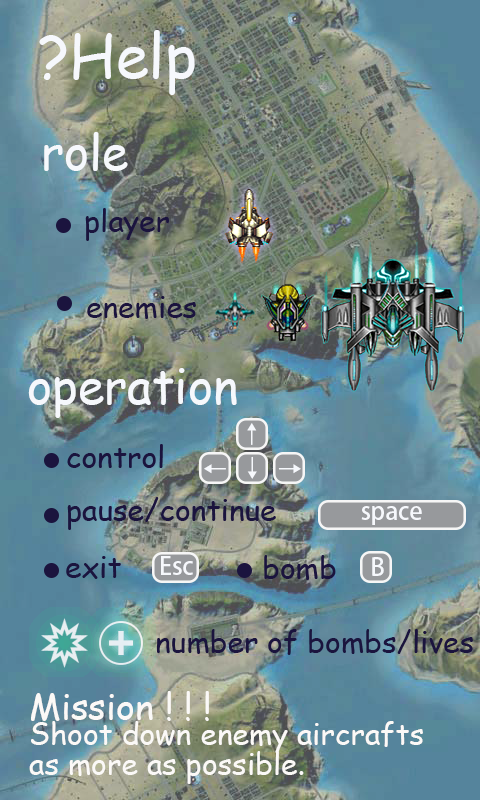 ?Help
role
• player
• enemies
operation
• control ↑
← ↓ →
• pause/continue space
• exit Esc • bomb B
number of bombs/lives
Mission ! ! !
Shoot down enemy aircrafts
as more as possible.